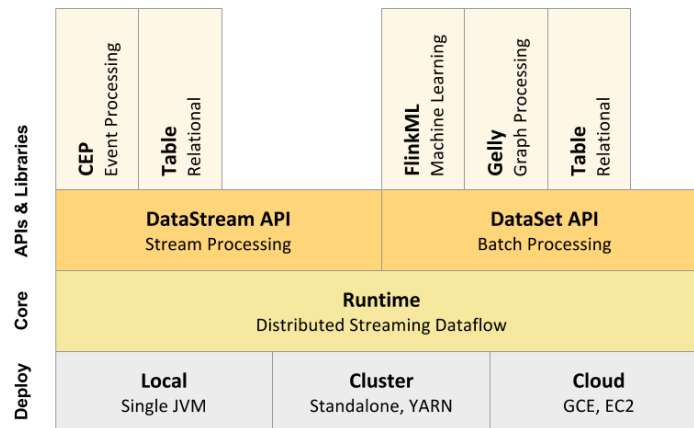 APIs & Libraries
CEP
Event Processing
Table
Relational
FlinkML
Machine Learning
Gelly
Graph Processing
Table
Relational
DataStream API
Stream Processing
DataSet API
Batch Processing
Core
Runtime
Distributed Streaming Dataflow
Deploy
Local
Single JVM
Cluster
Standalone, YARN
Cloud
GCE, EC2